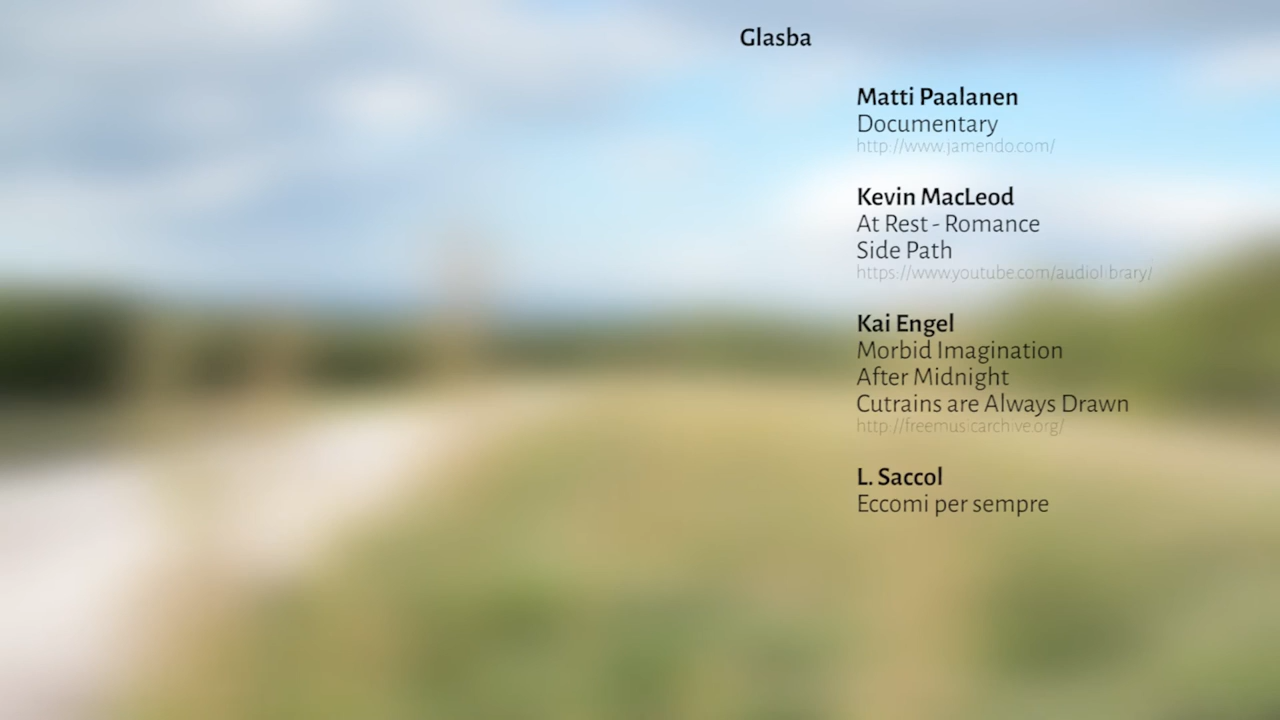 Glasba
Matti Paalanen
Documentary
http://www.jamendo.com/
Kevin MacLeod
At Rest - Romance
Side Path
https://www.youtube.com/audiolibrary/
Kai Engel
Morbid Imagination
After Midnight
Cutrains are Always Drawn
http://freemusicarchive.org/
L. Saccol
Eccomi per sempre